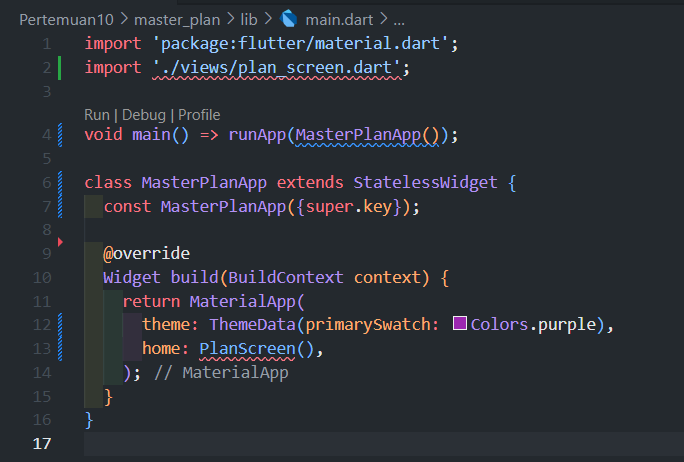 Pertemuan10 > master_plan > lib > main.dart > ...
1 import 'package:flutter/material.dart';
2 import './views/plan_screen.dart';
3
Run | Debug | Profile
4 void main() => runApp(MasterPlanApp());
5
6 class MasterPlanApp extends StatelessWidget {
7   const MasterPlanApp({super.key});
8
9   @override
10   Widget build(BuildContext context) {
11     return MaterialApp(
12       theme: ThemeData(primarySwatch: Colors.purple),
13       home: PlanScreen(),
14     ); // MaterialApp
15   }
16 }
17